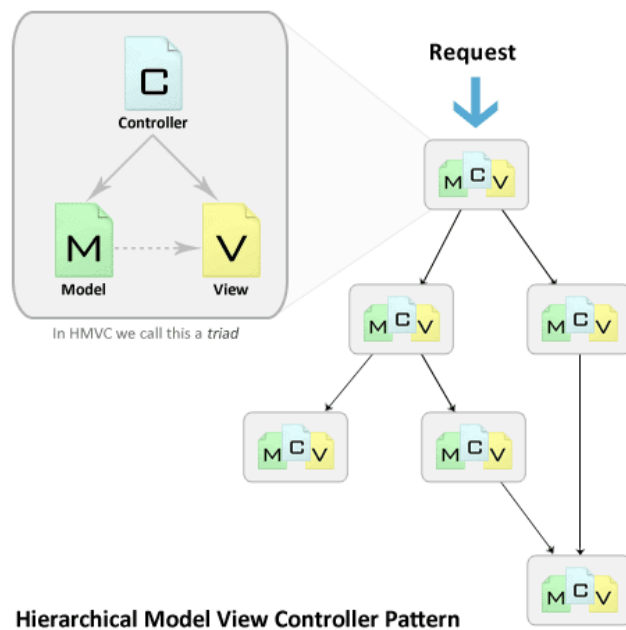 C
Controller
M
Model
V
View
In HMVC we call this a triad
Request
M C V
M C V
M C V
M C V
M C V
M C V
Hierarchical Model View Controller Pattern